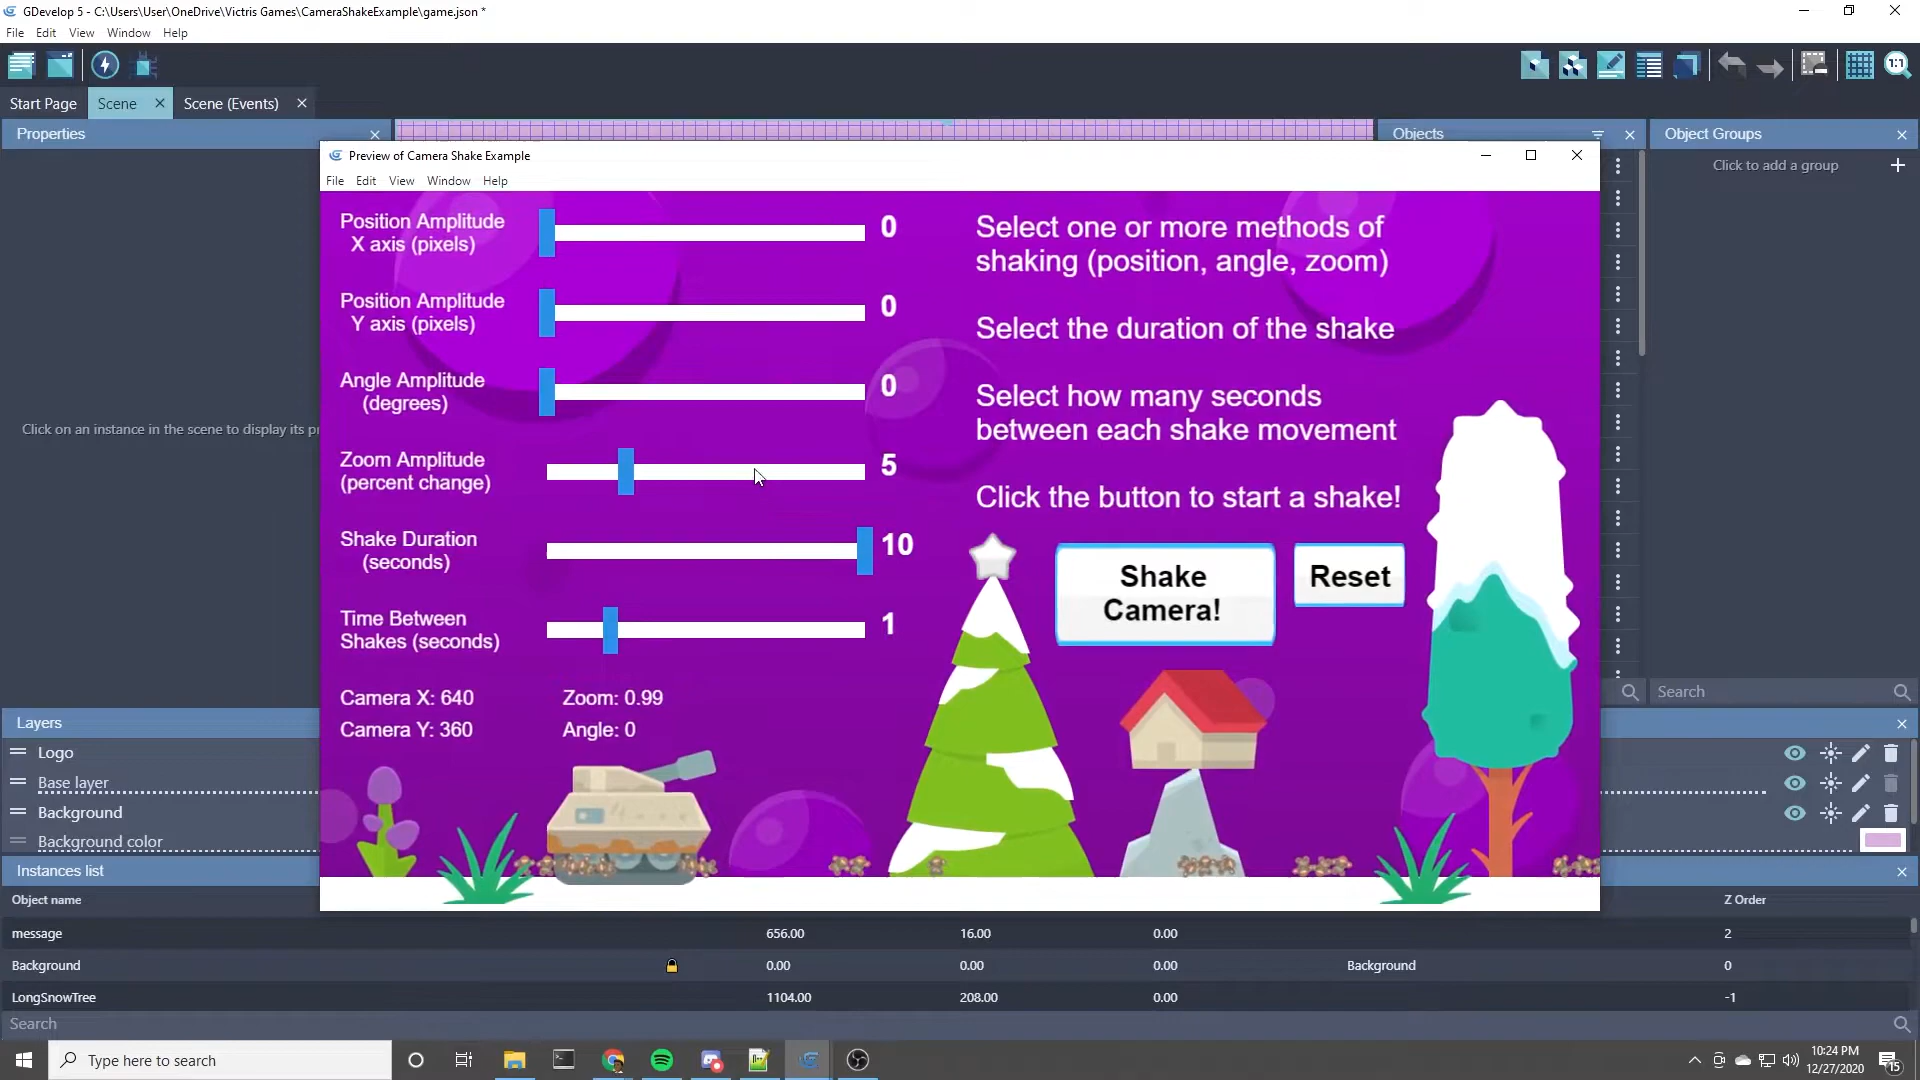 GDevelop 5 - C:\Users\User\OneDrive\Victris Games\CameraShakeExample\game.json *
File Edit View Window Help
1:1
Start Page Scene Scene (Events)
Properties
Objects
Object Groups
Click to add a group
Click on an instance in the scene to display its pr
Preview of Camera Shake Example
File Edit View Window Help
Position Amplitude
X axis (pixels)
0
Position Amplitude
Y axis (pixels)
0
Angle Amplitude
(degrees)
0
Zoom Amplitude
(percent change)
5
Shake Duration
(seconds)
10
Time Between
Shakes (seconds)
1
Camera X: 640
Zoom: 0.99
Camera Y: 360
Angle: 0
Select one or more methods of
shaking (position, angle, zoom)
Select the duration of the shake
Select how many seconds
between each shake movement
Click the button to start a shake!
Shake
Camera!
Reset
Search
Layers
Logo
Base layer
Background
Background color
Instances list
Object name
Z Order
message 656.00 16.00 0.00 2
Background 0.00 0.00 0.00 Background 0
LongSnowTree 1104.00 208.00 0.00 -1
Search
Type here to search
10:24 PM
12/27/2020
15